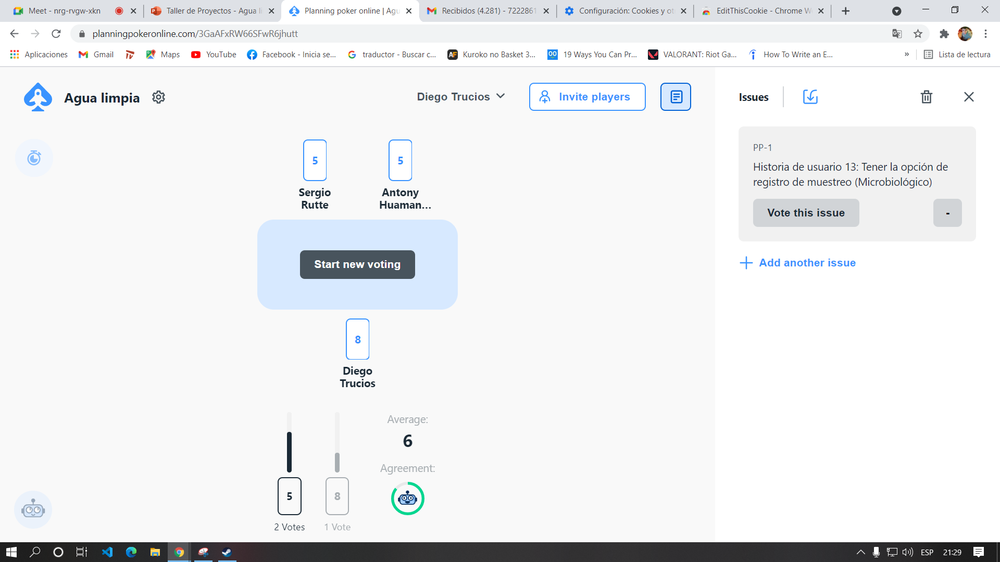 Meet - nrg-rvgw-xkn
Taller de Proyectos - Agua li
Planning poker online | Agu
Recibidos (4.281) - 7222861
Configuración: Cookies y ot
EditThisCookie - Chrome W
planningpokeronline.com/3GaAFxRW66SFwR6jhutt
Aplicaciones
Gmail
Maps
YouTube
Facebook - Inicia se...
traductor - Buscar c...
Kuroko no Basket 3...
19 Ways You Can Pr...
VALORANT: Riot Ga...
How To Write an E...
»
Lista de lectura
Agua limpia
Diego Trucios
Invite players
Issues
PP-1
Historia de usuario 13: Tener la opción de
registro de muestreo (Microbiológico)
Vote this issue
-
Add another issue
5
5
Sergio
Rutte
Antony
Huaman...
Start new voting
8
Diego
Trucios
Average:
6
Agreement:
5
8
2 Votes
1 Vote
ESP
21:29